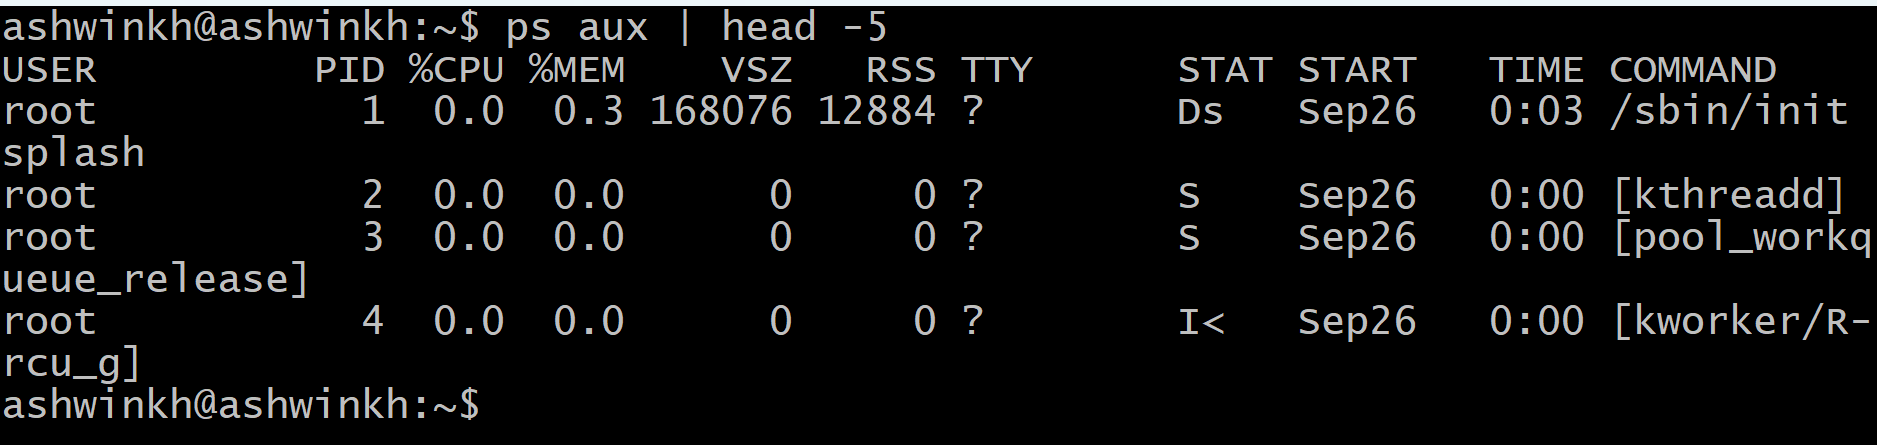 ashwinkh@ashwinkh:~$ ps aux | head -5
USER         PID %CPU %MEM    VSZ   RSS TTY      STAT START   TIME COMMAND
root           1  0.0  0.3 168076 12884 ?        Ds   Sep26   0:03 /sbin/init
splash
root           2  0.0  0.0      0     0 ?        S    Sep26   0:00 [kthreadd]
root           3  0.0  0.0      0     0 ?        S    Sep26   0:00 [pool_workq
ueue_release]
root           4  0.0  0.0      0     0 ?        I<   Sep26   0:00 [kworker/R-
rcu_g]
ashwinkh@ashwinkh:~$